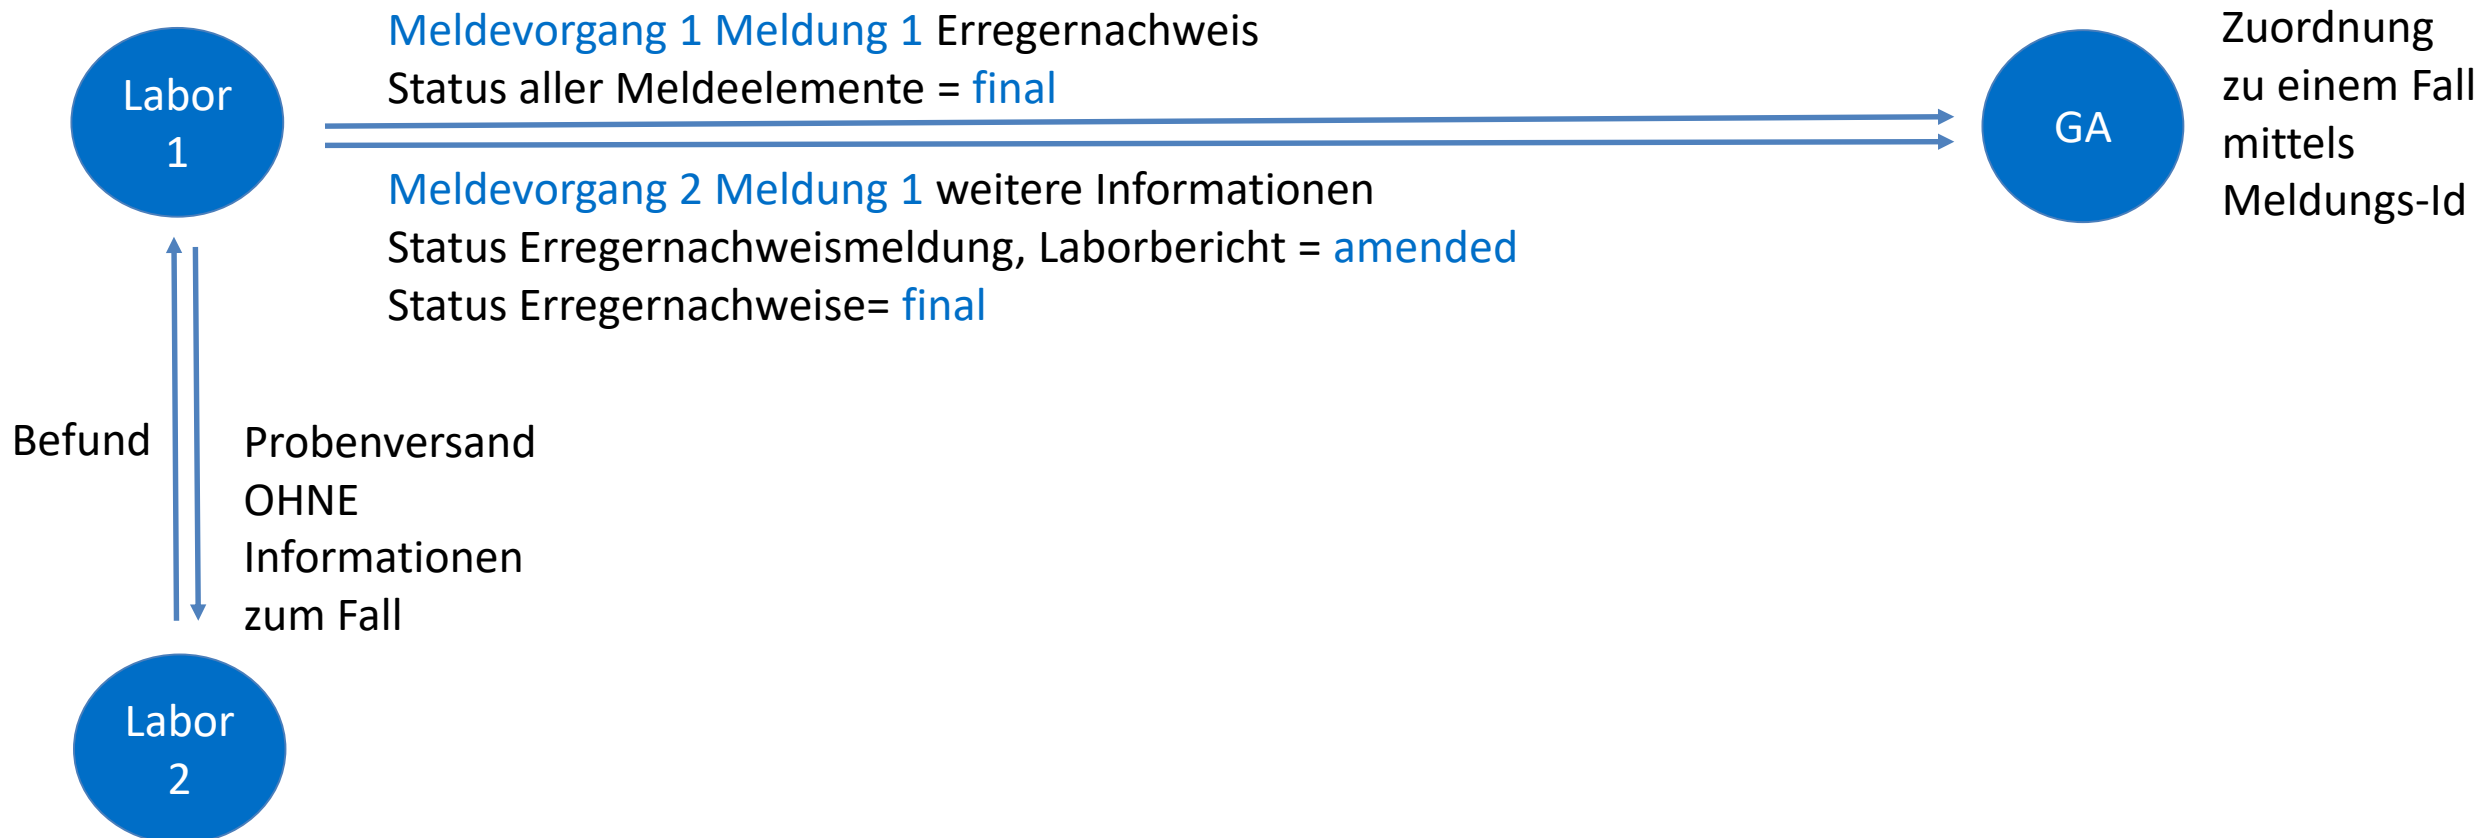 Labor
1
Meldevorgang 1 Meldung 1 Erregernachweis
Status aller Meldeelemente = final
Meldevorgang 2 Meldung 1 weitere Informationen
Status Erregernachweismeldung, Laborbericht = amended
Status Erregernachweise= final
GA
Zuordnung
zu einem Fall
mittels
Meldungs-Id
Befund
Probenversand
OHNE
Informationen
zum Fall
Labor
2